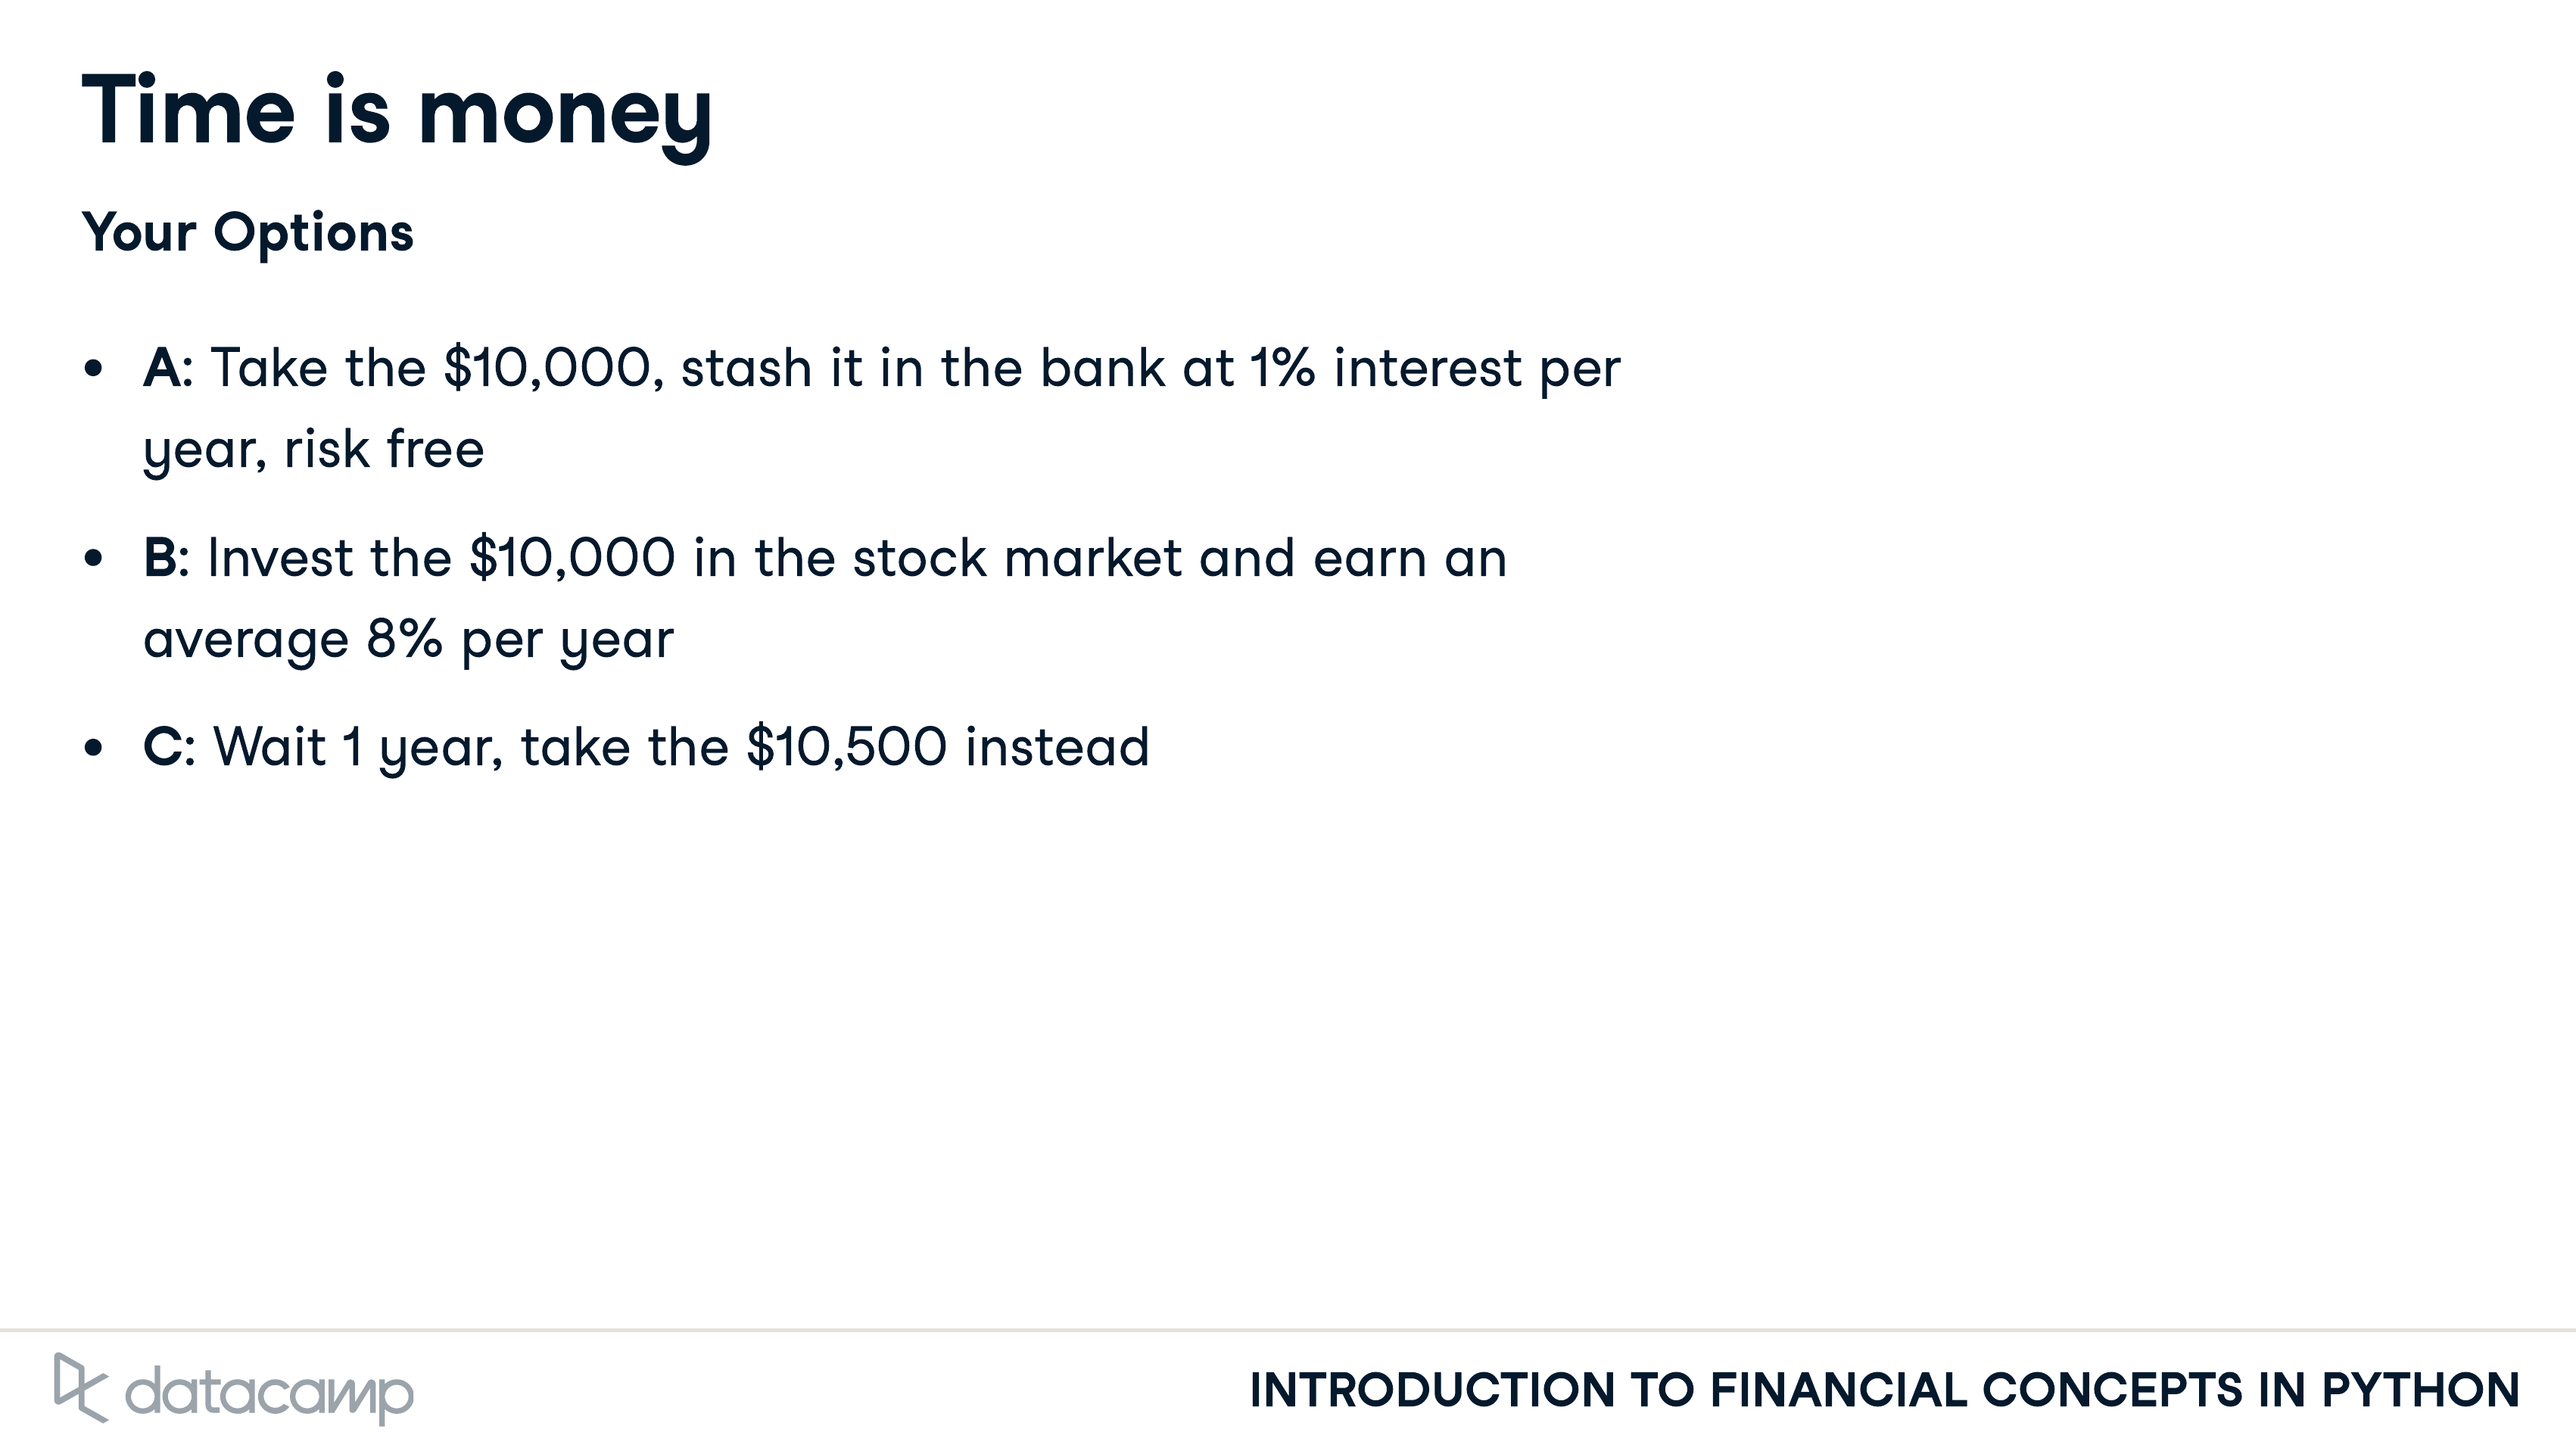 Time is money
Your Options
• A: Take the $10,000, stash it in the bank at 1% interest per
year, risk free
• B: Invest the $10,000 in the stock market and earn an
average 8% per year
• C: Wait 1 year, take the $10,500 instead
datacamp
INTRODUCTION TO FINANCIAL CONCEPTS IN PYTHON